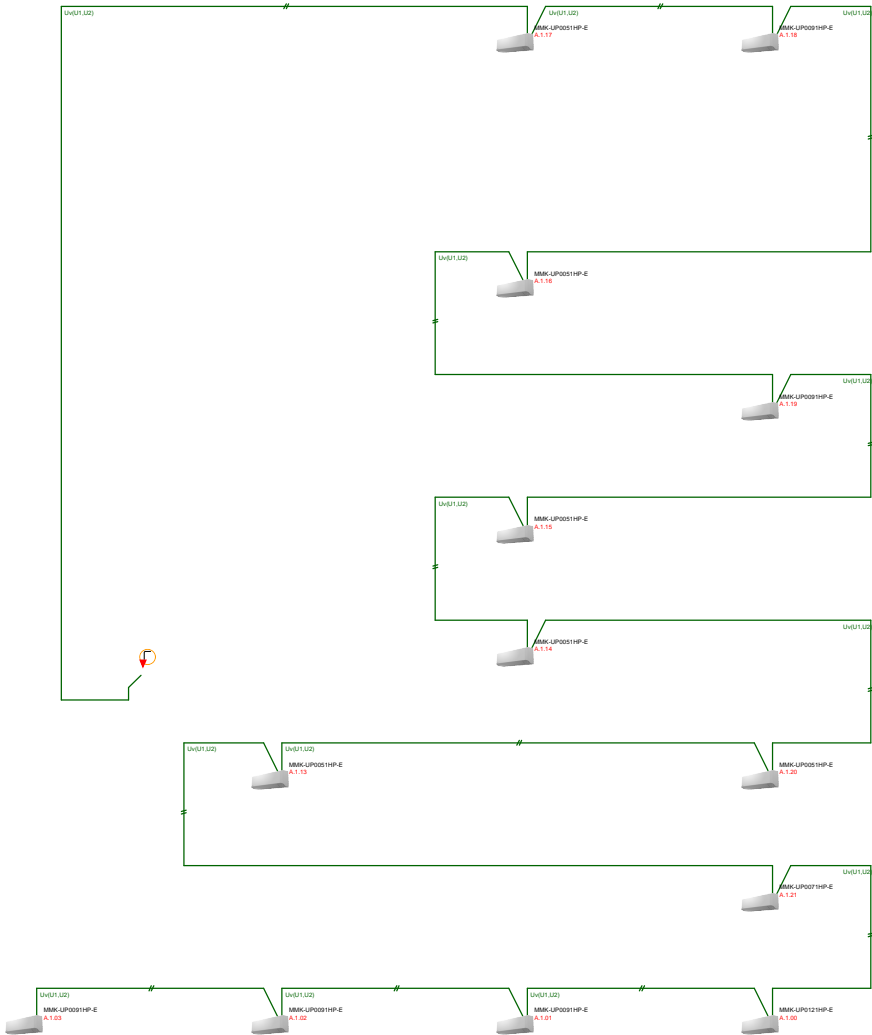 Uv(U1,U2)
Uv(U1,U2)
Uv(U1,U2)
MMK-UP0051HP-E
A.1.17
MMK-UP0091HP-E
A.1.18
Uv(U1,U2)
MMK-UP0051HP-E
A.1.16
Uv(U1,U2)
MMK-UP0091HP-E
A.1.19
Uv(U1,U2)
MMK-UP0051HP-E
A.1.15
Uv(U1,U2)
MMK-UP0051HP-E
A.1.14
Uv(U1,U2)
Uv(U1,U2)
MMK-UP0051HP-E
A.1.13
MMK-UP0051HP-E
A.1.20
Uv(U1,U2)
MMK-UP0071HP-E
A.1.21
Uv(U1,U2)
Uv(U1,U2)
Uv(U1,U2)
MMK-UP0091HP-E
A.1.03
MMK-UP0091HP-E
A.1.02
MMK-UP0091HP-E
A.1.01
MMK-UP0121HP-E
A.1.00